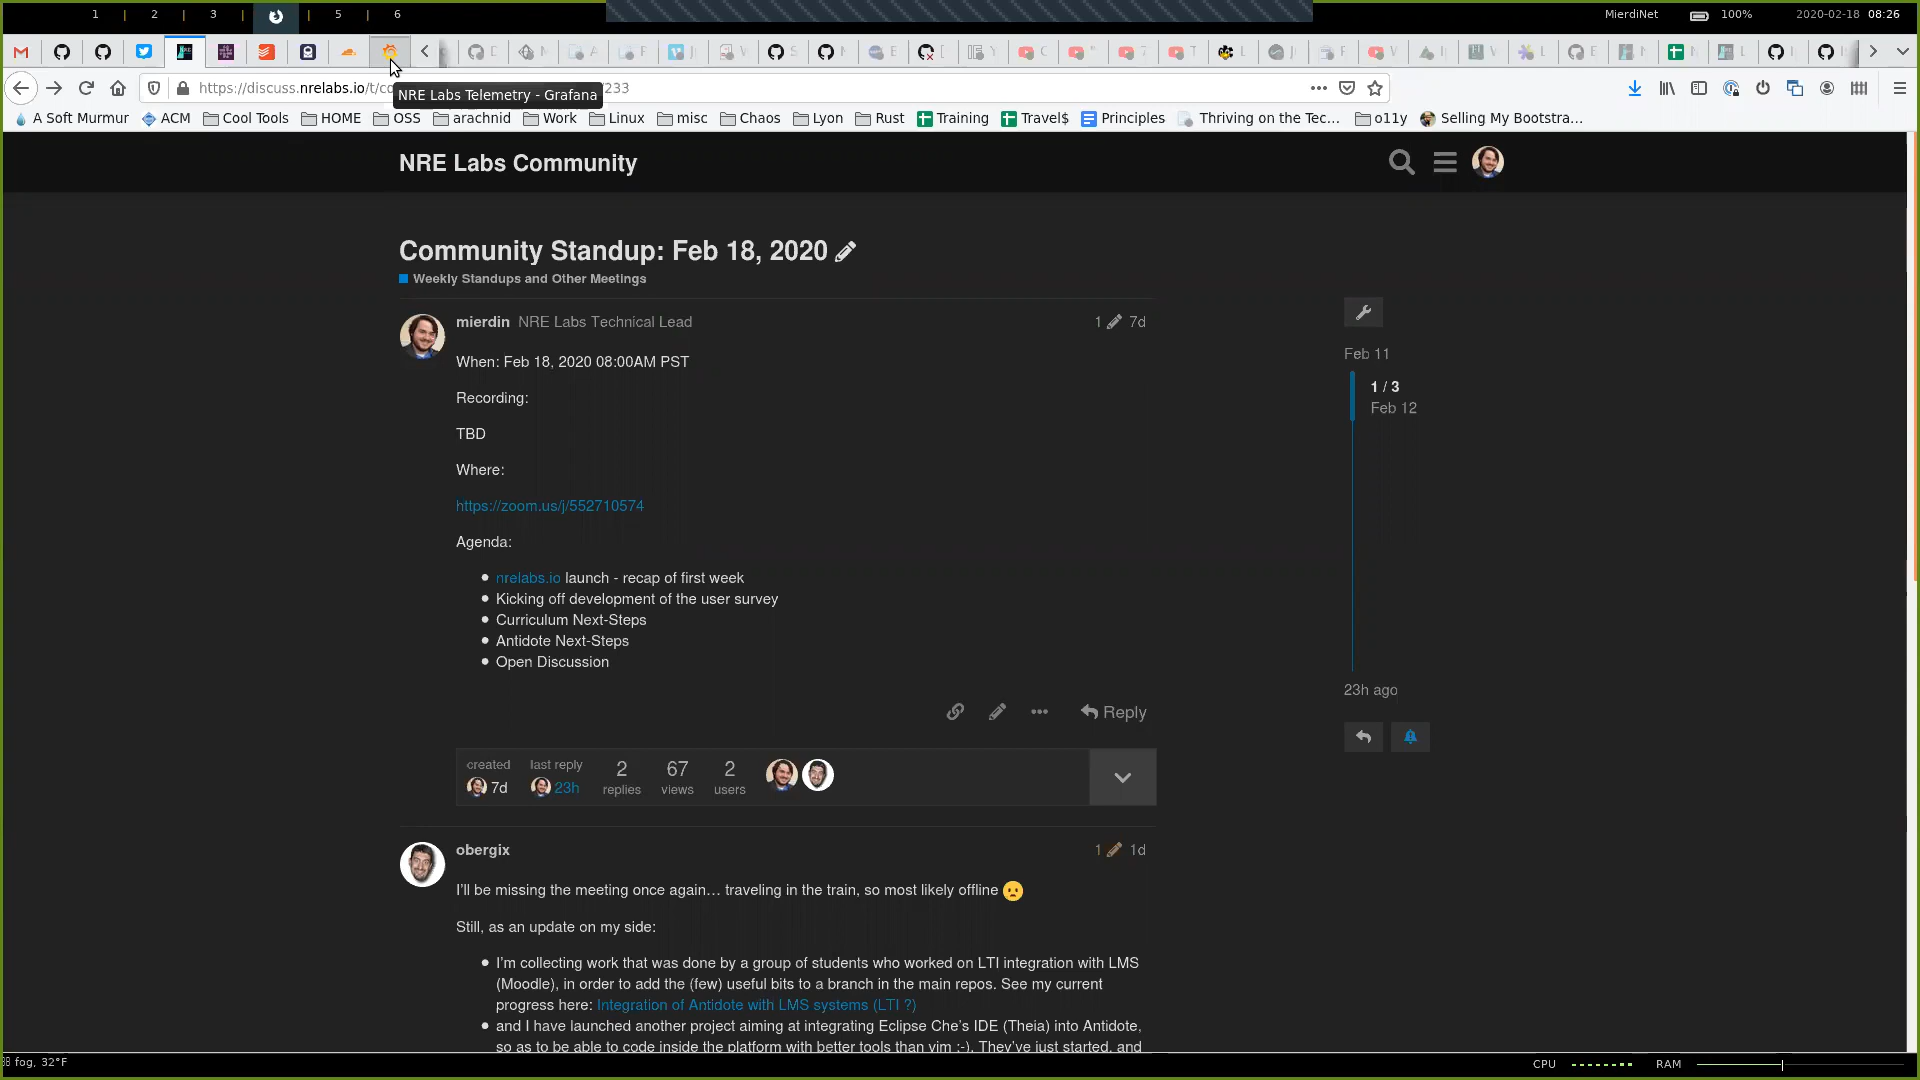 1 | 2 | 3 | | 5 | 6
MierdiNet 100% 2020-02-18 08:26
https://discuss.nrelabs.io/t/co
233
NRE Labs Telemetry - Grafana
A Soft Murmur ACM Cool Tools HOME OSS arachnid Work Linux misc Chaos Lyon Rust Training Travel$ Principles Thriving on the Tec... o11y Selling My Bootstra...
NRE Labs Community
Community Standup: Feb 18, 2020
Weekly Standups and Other Meetings
mierdin NRE Labs Technical Lead 1 7d
When: Feb 18, 2020 08:00AM PST
Recording:
TBD
Where:
https://zoom.us/j/552710574
Agenda:
• nrelabs.io launch - recap of first week
• Kicking off development of the user survey
• Curriculum Next-Steps
• Antidote Next-Steps
• Open Discussion
Reply
Feb 11
1 / 3
Feb 12
23h ago
created last reply 2 67 2
7d 23h replies views users
obergix 1 1d
I'll be missing the meeting once again… traveling in the train, so most likely offline
Still, as an update on my side:
• I'm collecting work that was done by a group of students who worked on LTI integration with LMS
(Moodle), in order to add the (few) useful bits to a branch in the main repos. See my current
progress here: Integration of Antidote with LMS systems (LTI ?)
• and I have launched another project aiming at integrating Eclipse Che's IDE (Theia) into Antidote,
so as to be able to code inside the platform with better tools than vim ;-). They've just started, and
fog, 32°F
CPU RAM